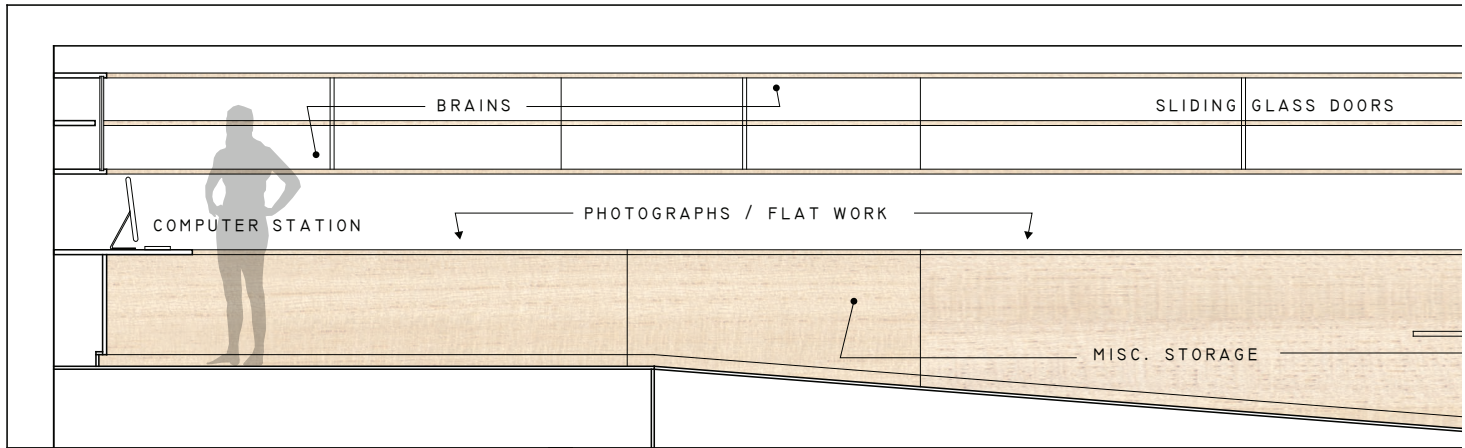 BRAINS
SLIDING GLASS DOORS
COMPUTER STATION
PHOTOGRAPHS / FLAT WORK
MISC. STORAGE